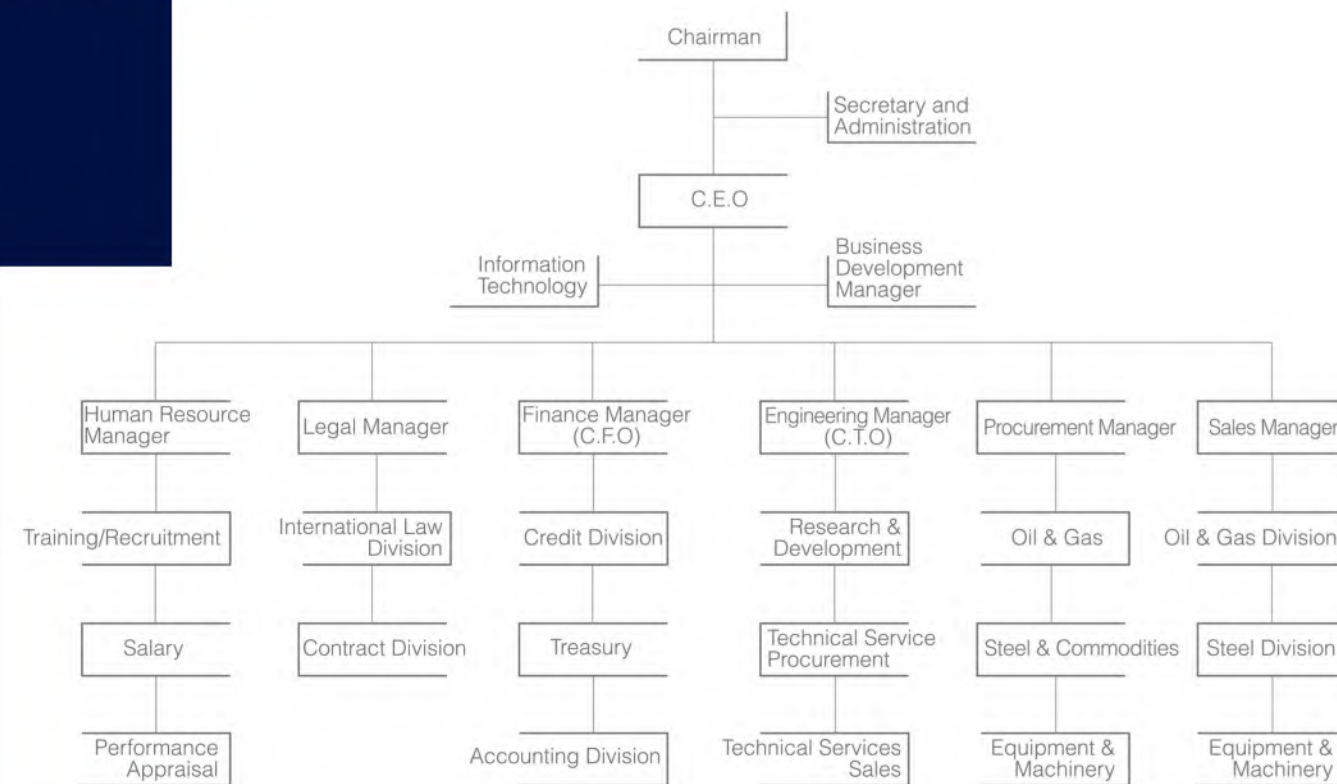 Chairman
Secretary and
Administration
C.E.O
Information
Technology
Business
Development
Manager
Human Resource
Manager
Legal Manager
Finance Manager
(C.F.O)
Engineering Manager
(C.T.O)
Procurement Manager
Sales Manager
Training/Recruitment
International Law
Division
Credit Division
Research &
Development
Oil & Gas
Oil & Gas Division
Salary
Contract Division
Treasury
Technical Service
Procurement
Steel & Commodities
Steel Division
Performance
Appraisal
Accounting Division
Technical Services
Sales
Equipment &
Machinery
Equipment &
Machinery